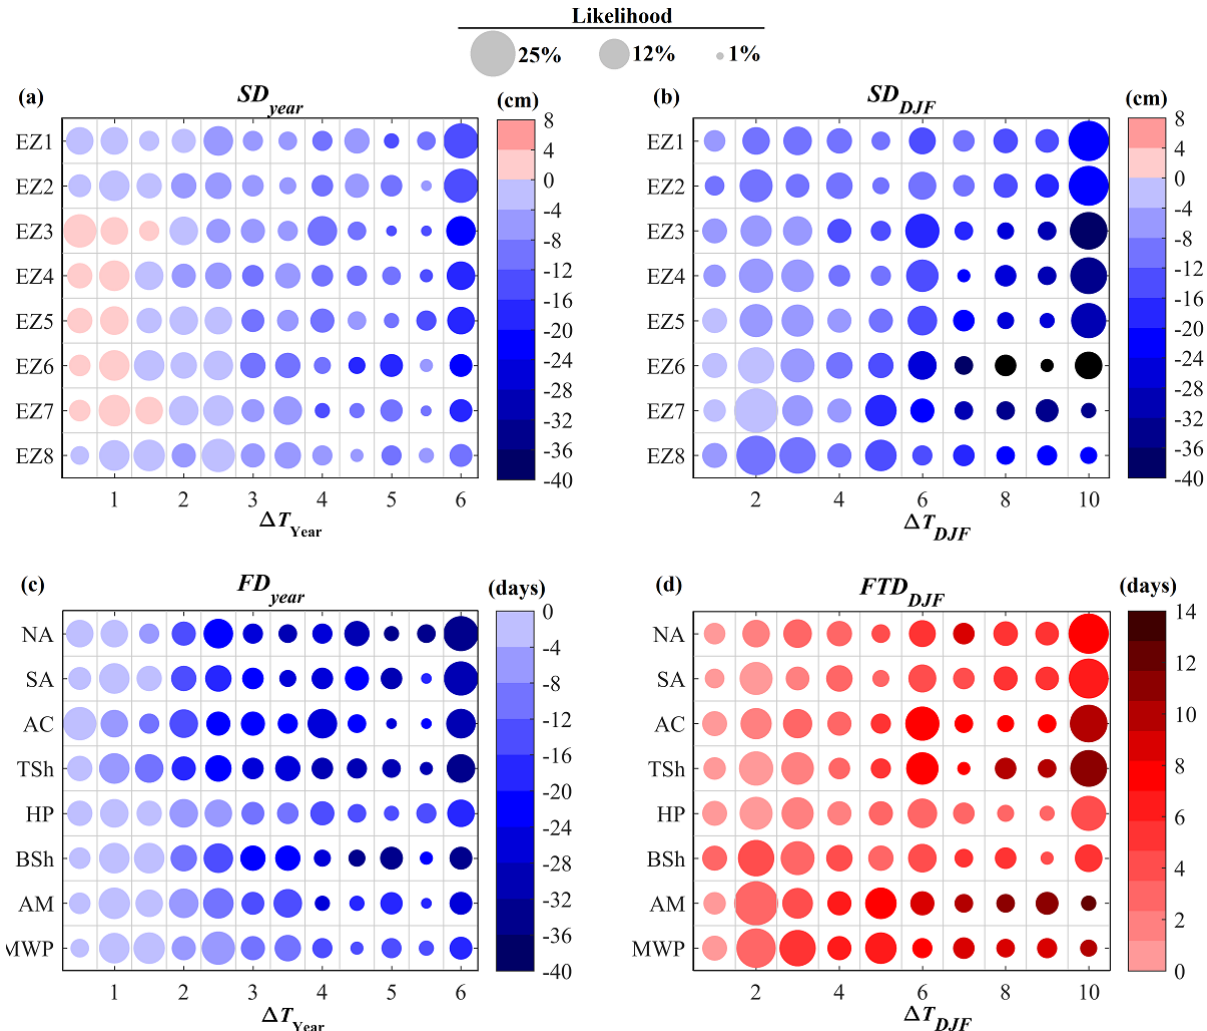 Likelihood
25% 12% 1%
(a) SD_year (cm)
EZ1
EZ2
EZ3
EZ4
EZ5
EZ6
EZ7
EZ8
1 2 3 4 5 6
ΔT_Year
8
4
0
-4
-8
-12
-16
-20
-24
-28
-32
-36
-40
(b) SD_DJF (cm)
EZ1
EZ2
EZ3
EZ4
EZ5
EZ6
EZ7
EZ8
2 4 6 8 10
ΔT_DJF
8
4
0
-4
-8
-12
-16
-20
-24
-28
-32
-36
-40
(c) FD_year (days)
NA
SA
AC
TSh
HP
BSh
AM
MWP
1 2 3 4 5 6
ΔT_Year
0
-4
-8
-12
-16
-20
-24
-28
-32
-36
-40
(d) FTD_DJF (days)
NA
SA
AC
TSh
HP
BSh
AM
MWP
2 4 6 8 10
ΔT_DJF
14
12
10
8
6
4
2
0